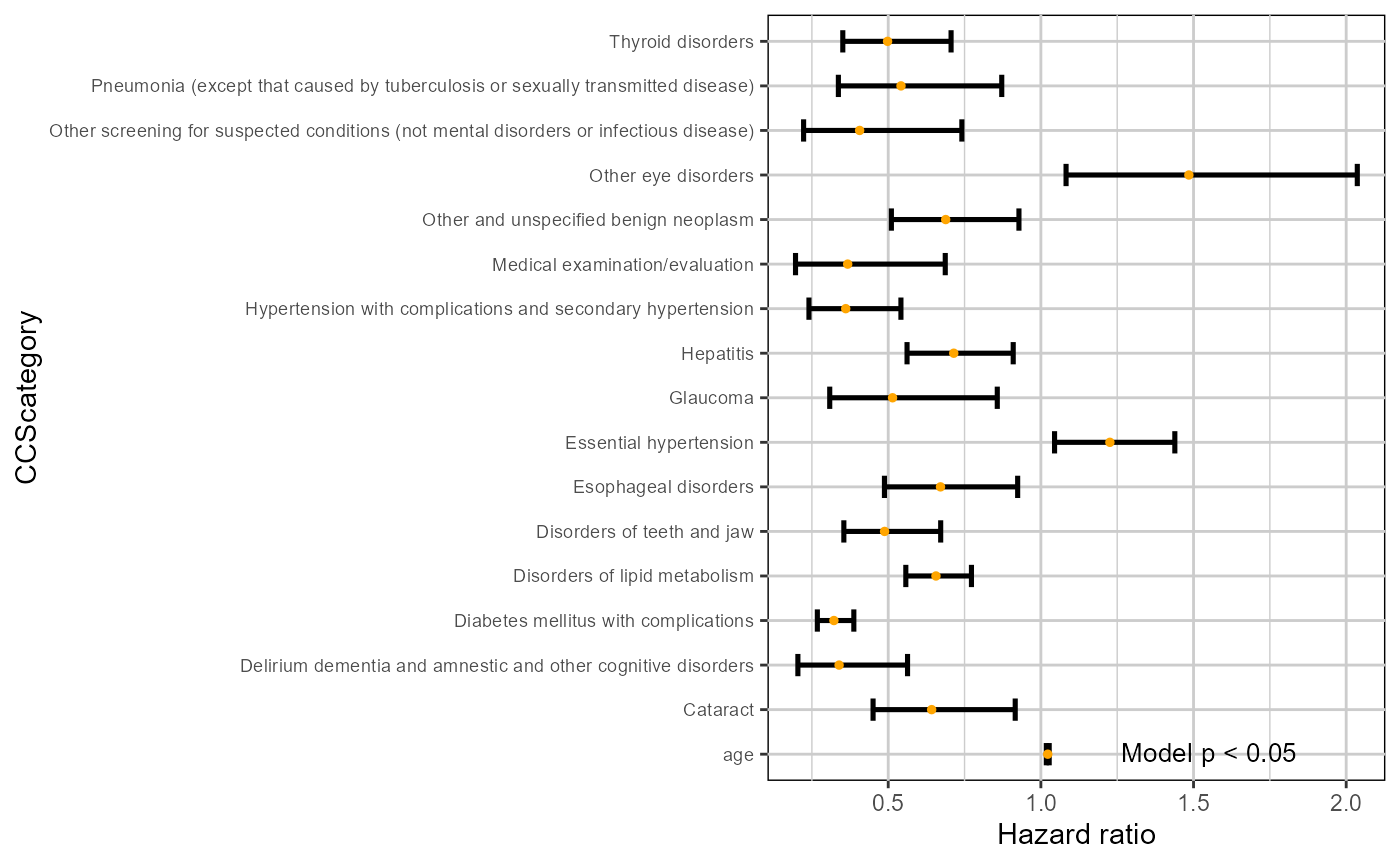 Thyroid disorders
Pneumonia (except that caused by tuberculosis or sexually transmitted disease)
Other screening for suspected conditions (not mental disorders or infectious disease)
Other eye disorders
Other and unspecified benign neoplasm
Medical examination/evaluation
Hypertension with complications and secondary hypertension
Hepatitis
Glaucoma
Essential hypertension
Esophageal disorders
Disorders of teeth and jaw
Disorders of lipid metabolism
Diabetes mellitus with complications
Delirium dementia and amnestic and other cognitive disorders
Cataract
age
CCScategory
Model p < 0.05
0.5 1.0 1.5 2.0
Hazard ratio